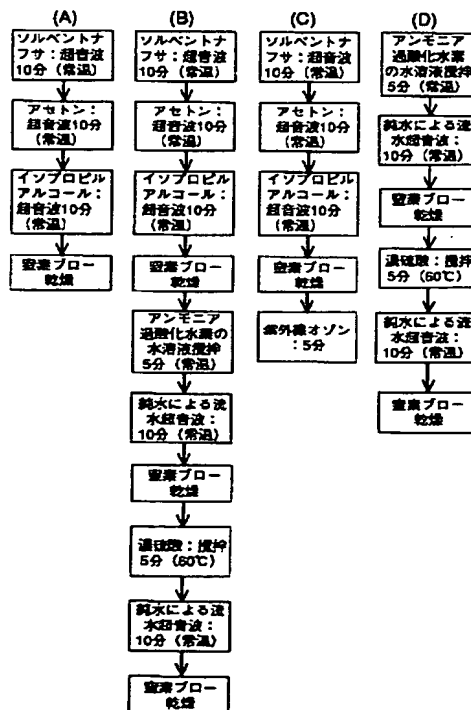 (A)
ソルベントナ
フサ：超音波
10分（常温）
アセトン：
超音波10分
（常温）
イソプロピル
アルコール：
超音波10分
（常温）
窒素ブロー
乾燥
(B)
ソルベントナ
フサ：超音波
10分（常温）
アセトン：
超音波10分
（常温）
イソプロピル
アルコール：
超音波10分
（常温）
窒素ブロー
乾燥
アンモニア
過酸化水素の
水溶液攪拌
5分（常温）
純水による流
水超音波：
10分（常温）
窒素ブロー
乾燥
濃硫酸：攪拌
5分（60℃）
純水による流
水超音波：
10分（常温）
窒素ブロー
乾燥
(C)
ソルベントナ
フサ：超音波
10分（常温）
アセトン：
超音波10分
（常温）
イソプロピル
アルコール：
超音波10分
（常温）
窒素ブロー
乾燥
紫外線オゾン
：5分
(D)
アンモニア
過酸化水素
の水溶液攪拌
5分（常温）
純水による流
水超音波：
10分（常温）
窒素ブロー
乾燥
濃硫酸：攪拌
5分（60℃）
純水による流
水超音波：
10分（常温）
窒素ブロー
乾燥